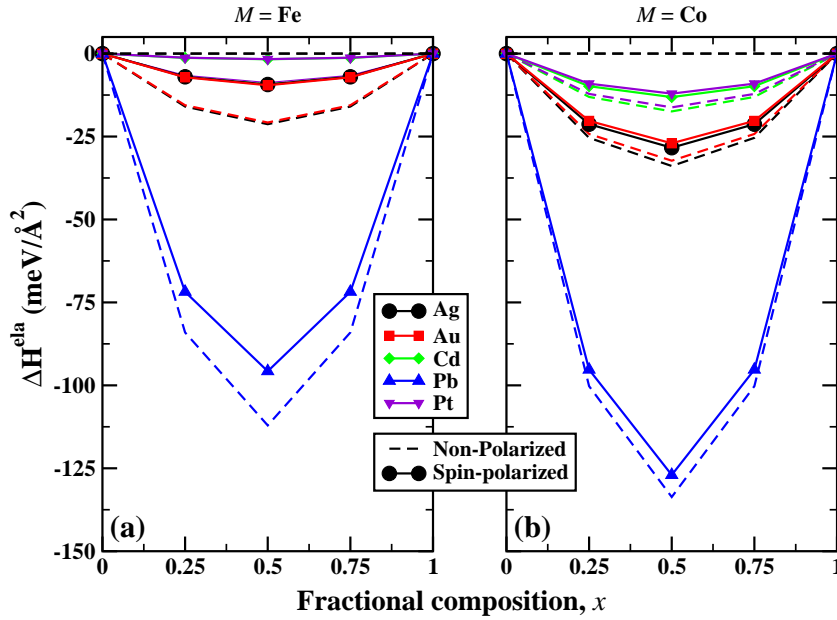 M = Fe
M = Co
ΔH^ela (meV/Å²)
0
-25
-50
-75
-100
-125
-150
Ag
Au
Cd
Pb
Pt
Non-Polarized
Spin-polarized
(a)
(b)
0 0.25 0.5 0.75 1
0 0.25 0.5 0.75 1
Fractional composition, x